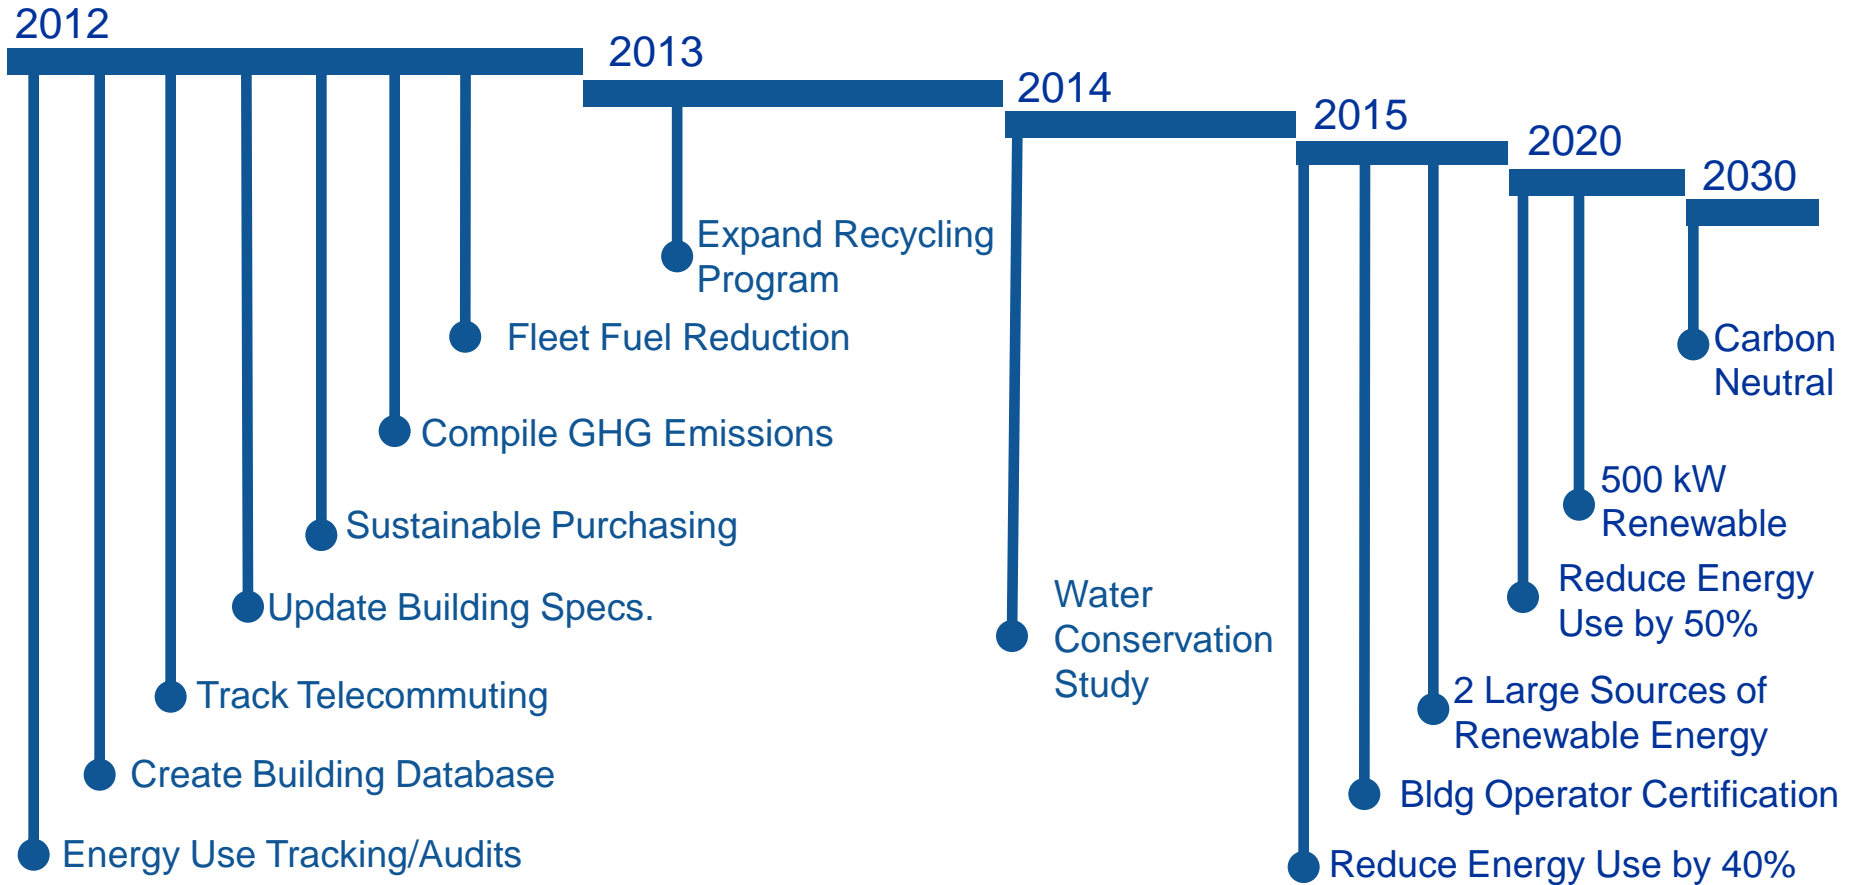 2012
2013
2014
2015
2020
2030
Expand Recycling
Program
Fleet Fuel Reduction
Carbon
Neutral
Compile GHG Emissions
500 kW
Renewable
Sustainable Purchasing
Reduce Energy
Use by 50%
Update Building Specs.
Water
Conservation
Study
Track Telecommuting
2 Large Sources of
Renewable Energy
Create Building Database
Bldg Operator Certification
Energy Use Tracking/Audits
Reduce Energy Use by 40%